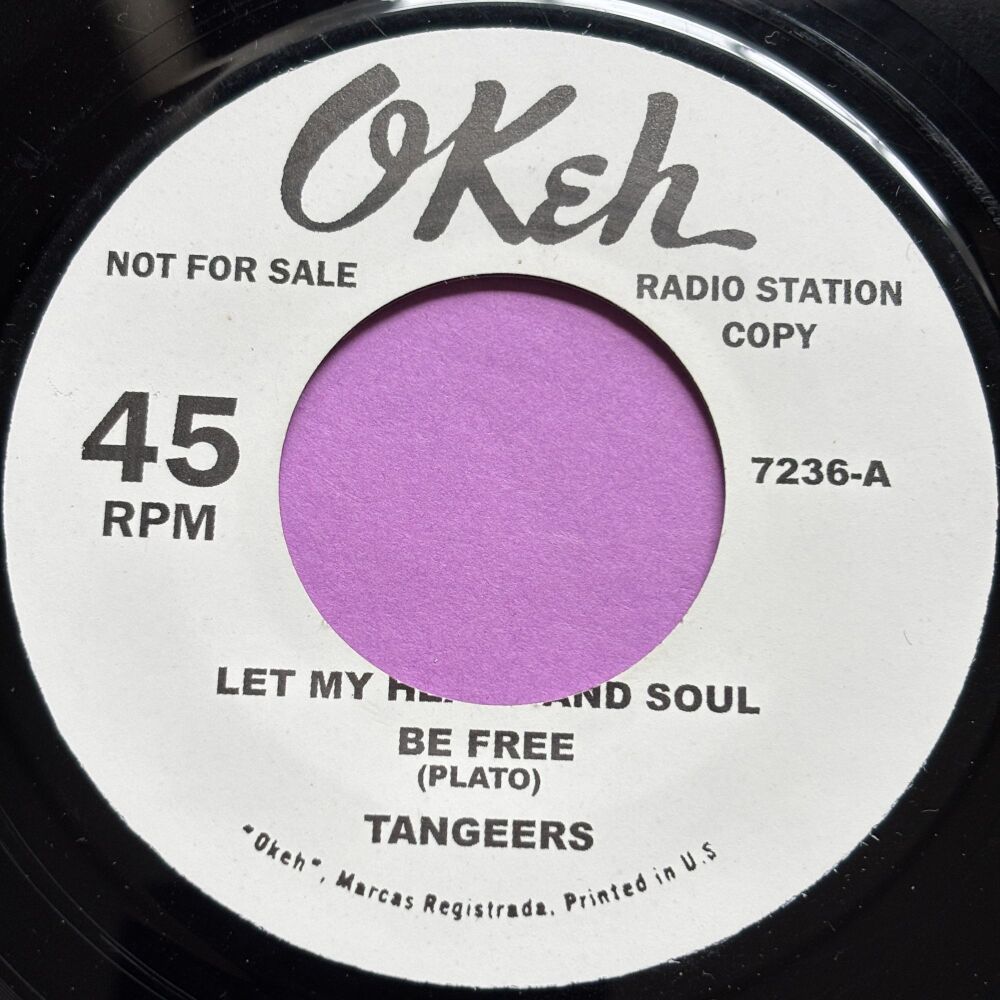 OKeh
NOT FOR SALE
RADIO STATION
COPY
45
RPM
7236-A
LET MY AND SOUL
BE FREE
(PLATO)
TANGEERS
"Okeh", Marcas Registrada. Printed in U.S